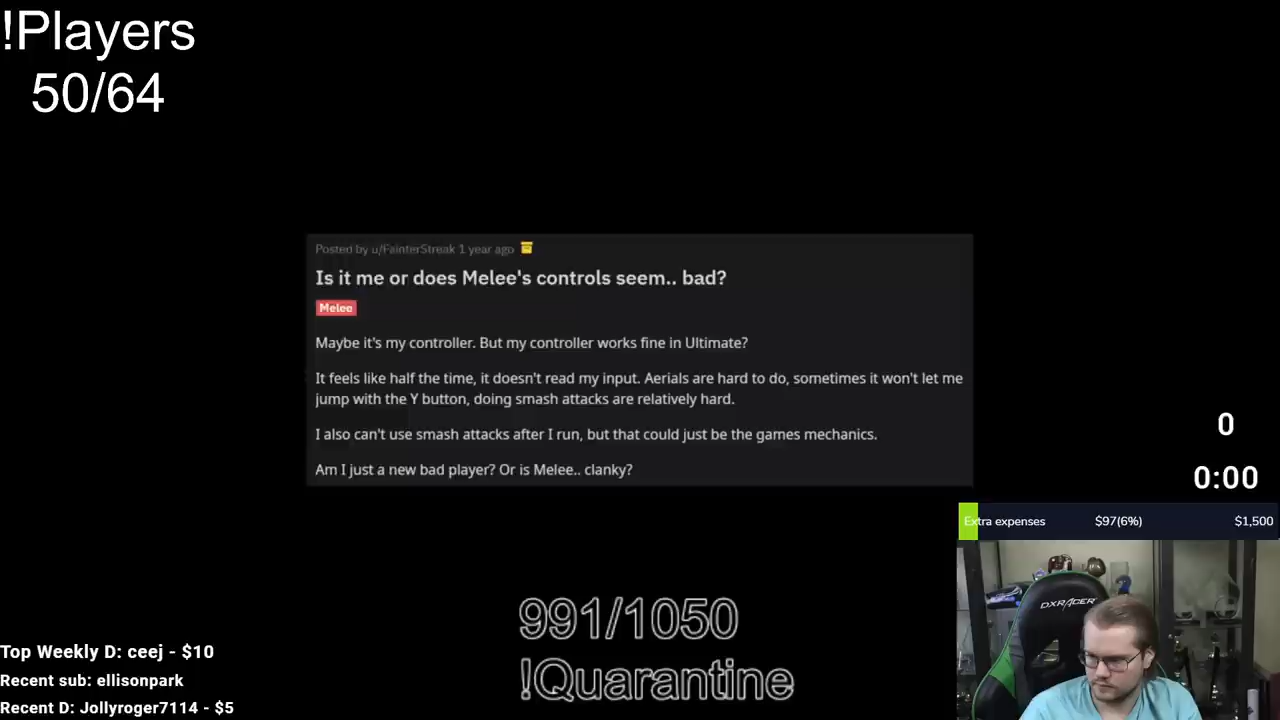 !Players
50/64
Posted by u/FainterStreak 1 year ago
Is it me or does Melee's controls seem.. bad?
Melee
Maybe it's my controller. But my controller works fine in Ultimate?
It feels like half the time, it doesn't read my input. Aerials are hard to do, sometimes it won't let me
jump with the Y button, doing smash attacks are relatively hard.
I also can't use smash attacks after I run, but that could just be the games mechanics.
Am I just a new bad player? Or is Melee.. clanky?
0
0:00
Extra expenses $97(6%) $1,500
DXRACER
991/1050
!Quarantine
Top Weekly D: ceej - $10
Recent sub: ellisonpark
Recent D: Jollyroger7114 - $5